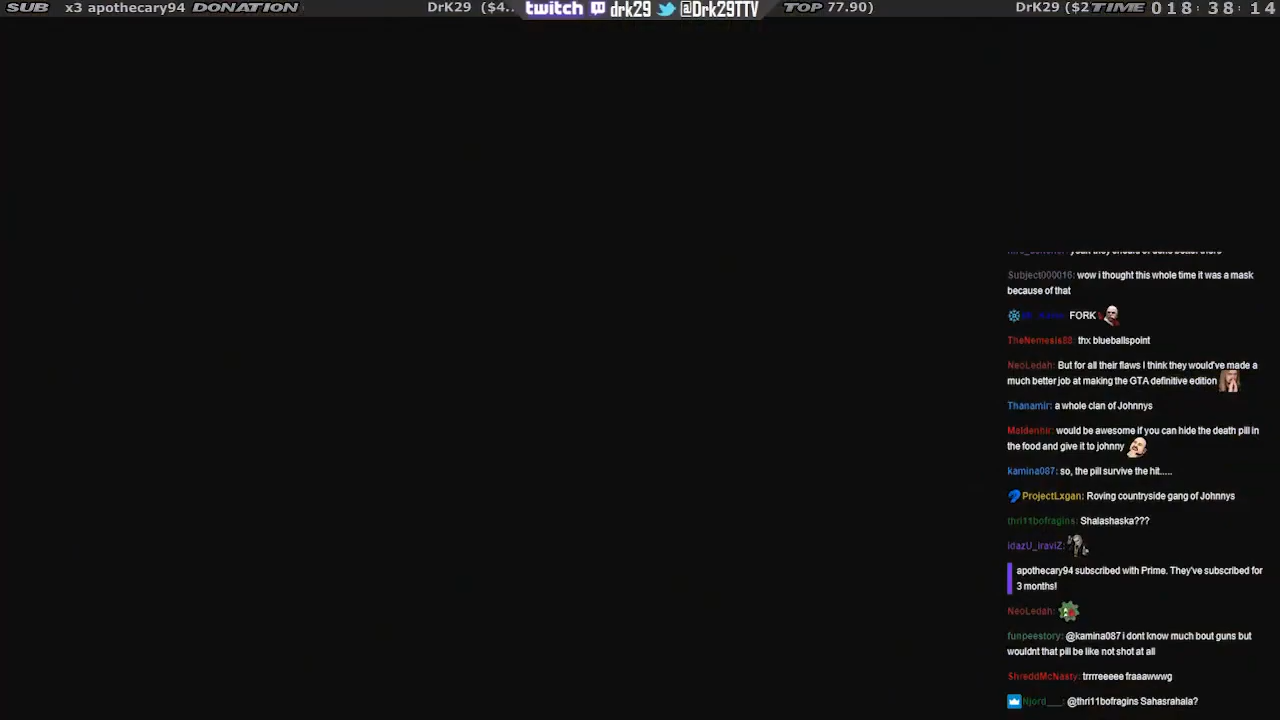 SUB x3 apothecary94 DONATION DrK29 ($4.. twitch drk29 @Drk29TTV TOP 77.90) DrK29 ($2 TIME 018:38:14
Subject000016: wow i thought this whole time it was a mask
because of that
FORK
TheNemesis88: thx blueballspoint
NeoLedah: But for all their flaws I think they would've made a
much better job at making the GTA definitive edition
Thanamir: a whole clan of Johnnys
Maldenhir: would be awesome if you can hide the death pill in
the food and give it to johnny
kamina087: so, the pill survive the hit.....
ProjectLxgan: Roving countryside gang of Johnnys
thri11bofragins: Shalashaska???
idazU_iraviZ:
apothecary94 subscribed with Prime. They've subscribed for
3 months!
NeoLedah:
funpeestory: @kamina087 i dont know much bout guns but
wouldnt that pill be like not shot at all
ShreddMcNasty: trrrreeeee fraaawwwg
Njord___: @thri11bofragins Sahasrahala?